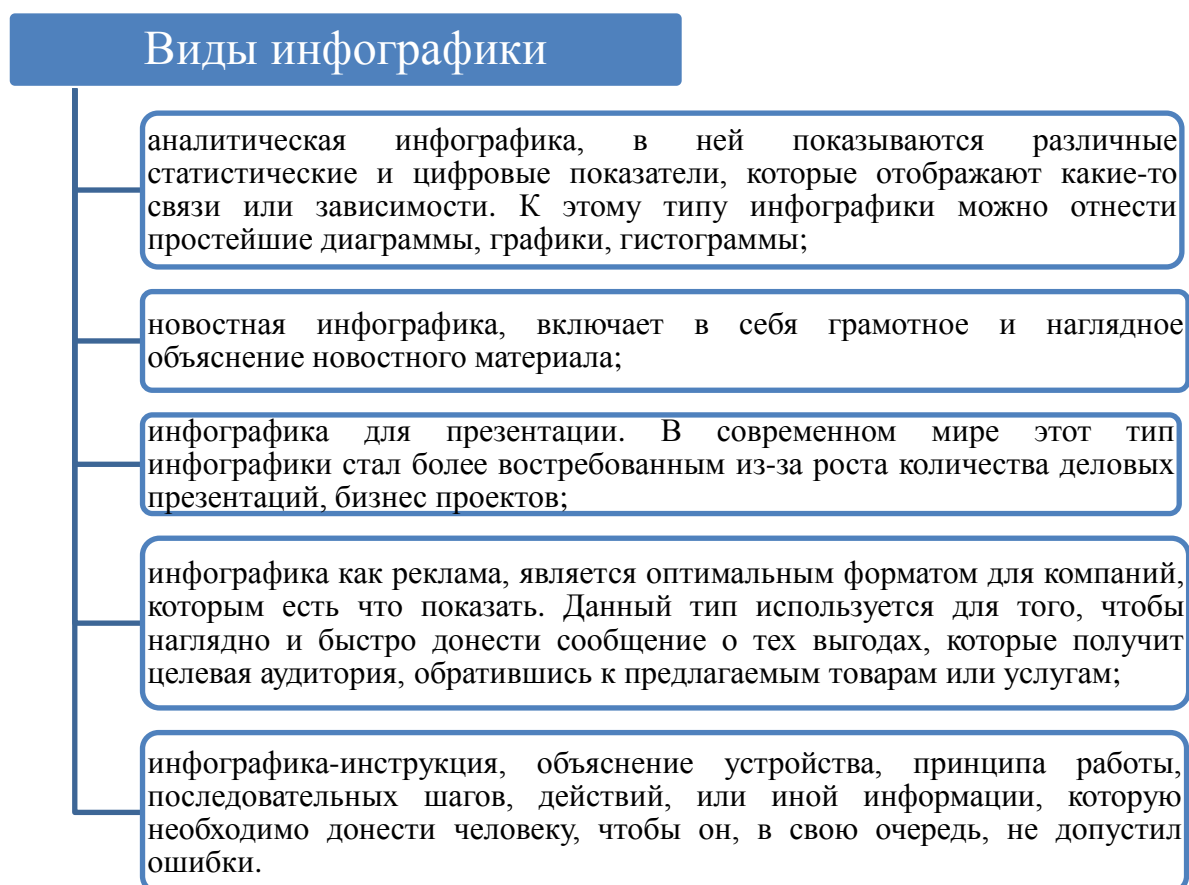 Виды инфографики
аналитическая инфографика, в ней показываются различные
статистические и цифровые показатели, которые отображают какие-то
связи или зависимости. К этому типу инфографики можно отнести
простейшие диаграммы, графики, гистограммы;
новостная инфографика, включает в себя грамотное и наглядное
объяснение новостного материала;
инфографика для презентации. В современном мире этот тип
инфографики стал более востребованным из-за роста количества деловых
презентаций, бизнес проектов;
инфографика как реклама, является оптимальным форматом для компаний,
которым есть что показать. Данный тип используется для того, чтобы
наглядно и быстро донести сообщение о тех выгодах, которые получит
целевая аудитория, обратившись к предлагаемым товарам или услугам;
инфографика-инструкция, объяснение устройства, принципа работы,
последовательных шагов, действий, или иной информации, которую
необходимо донести человеку, чтобы он, в свою очередь, не допустил
ошибки.